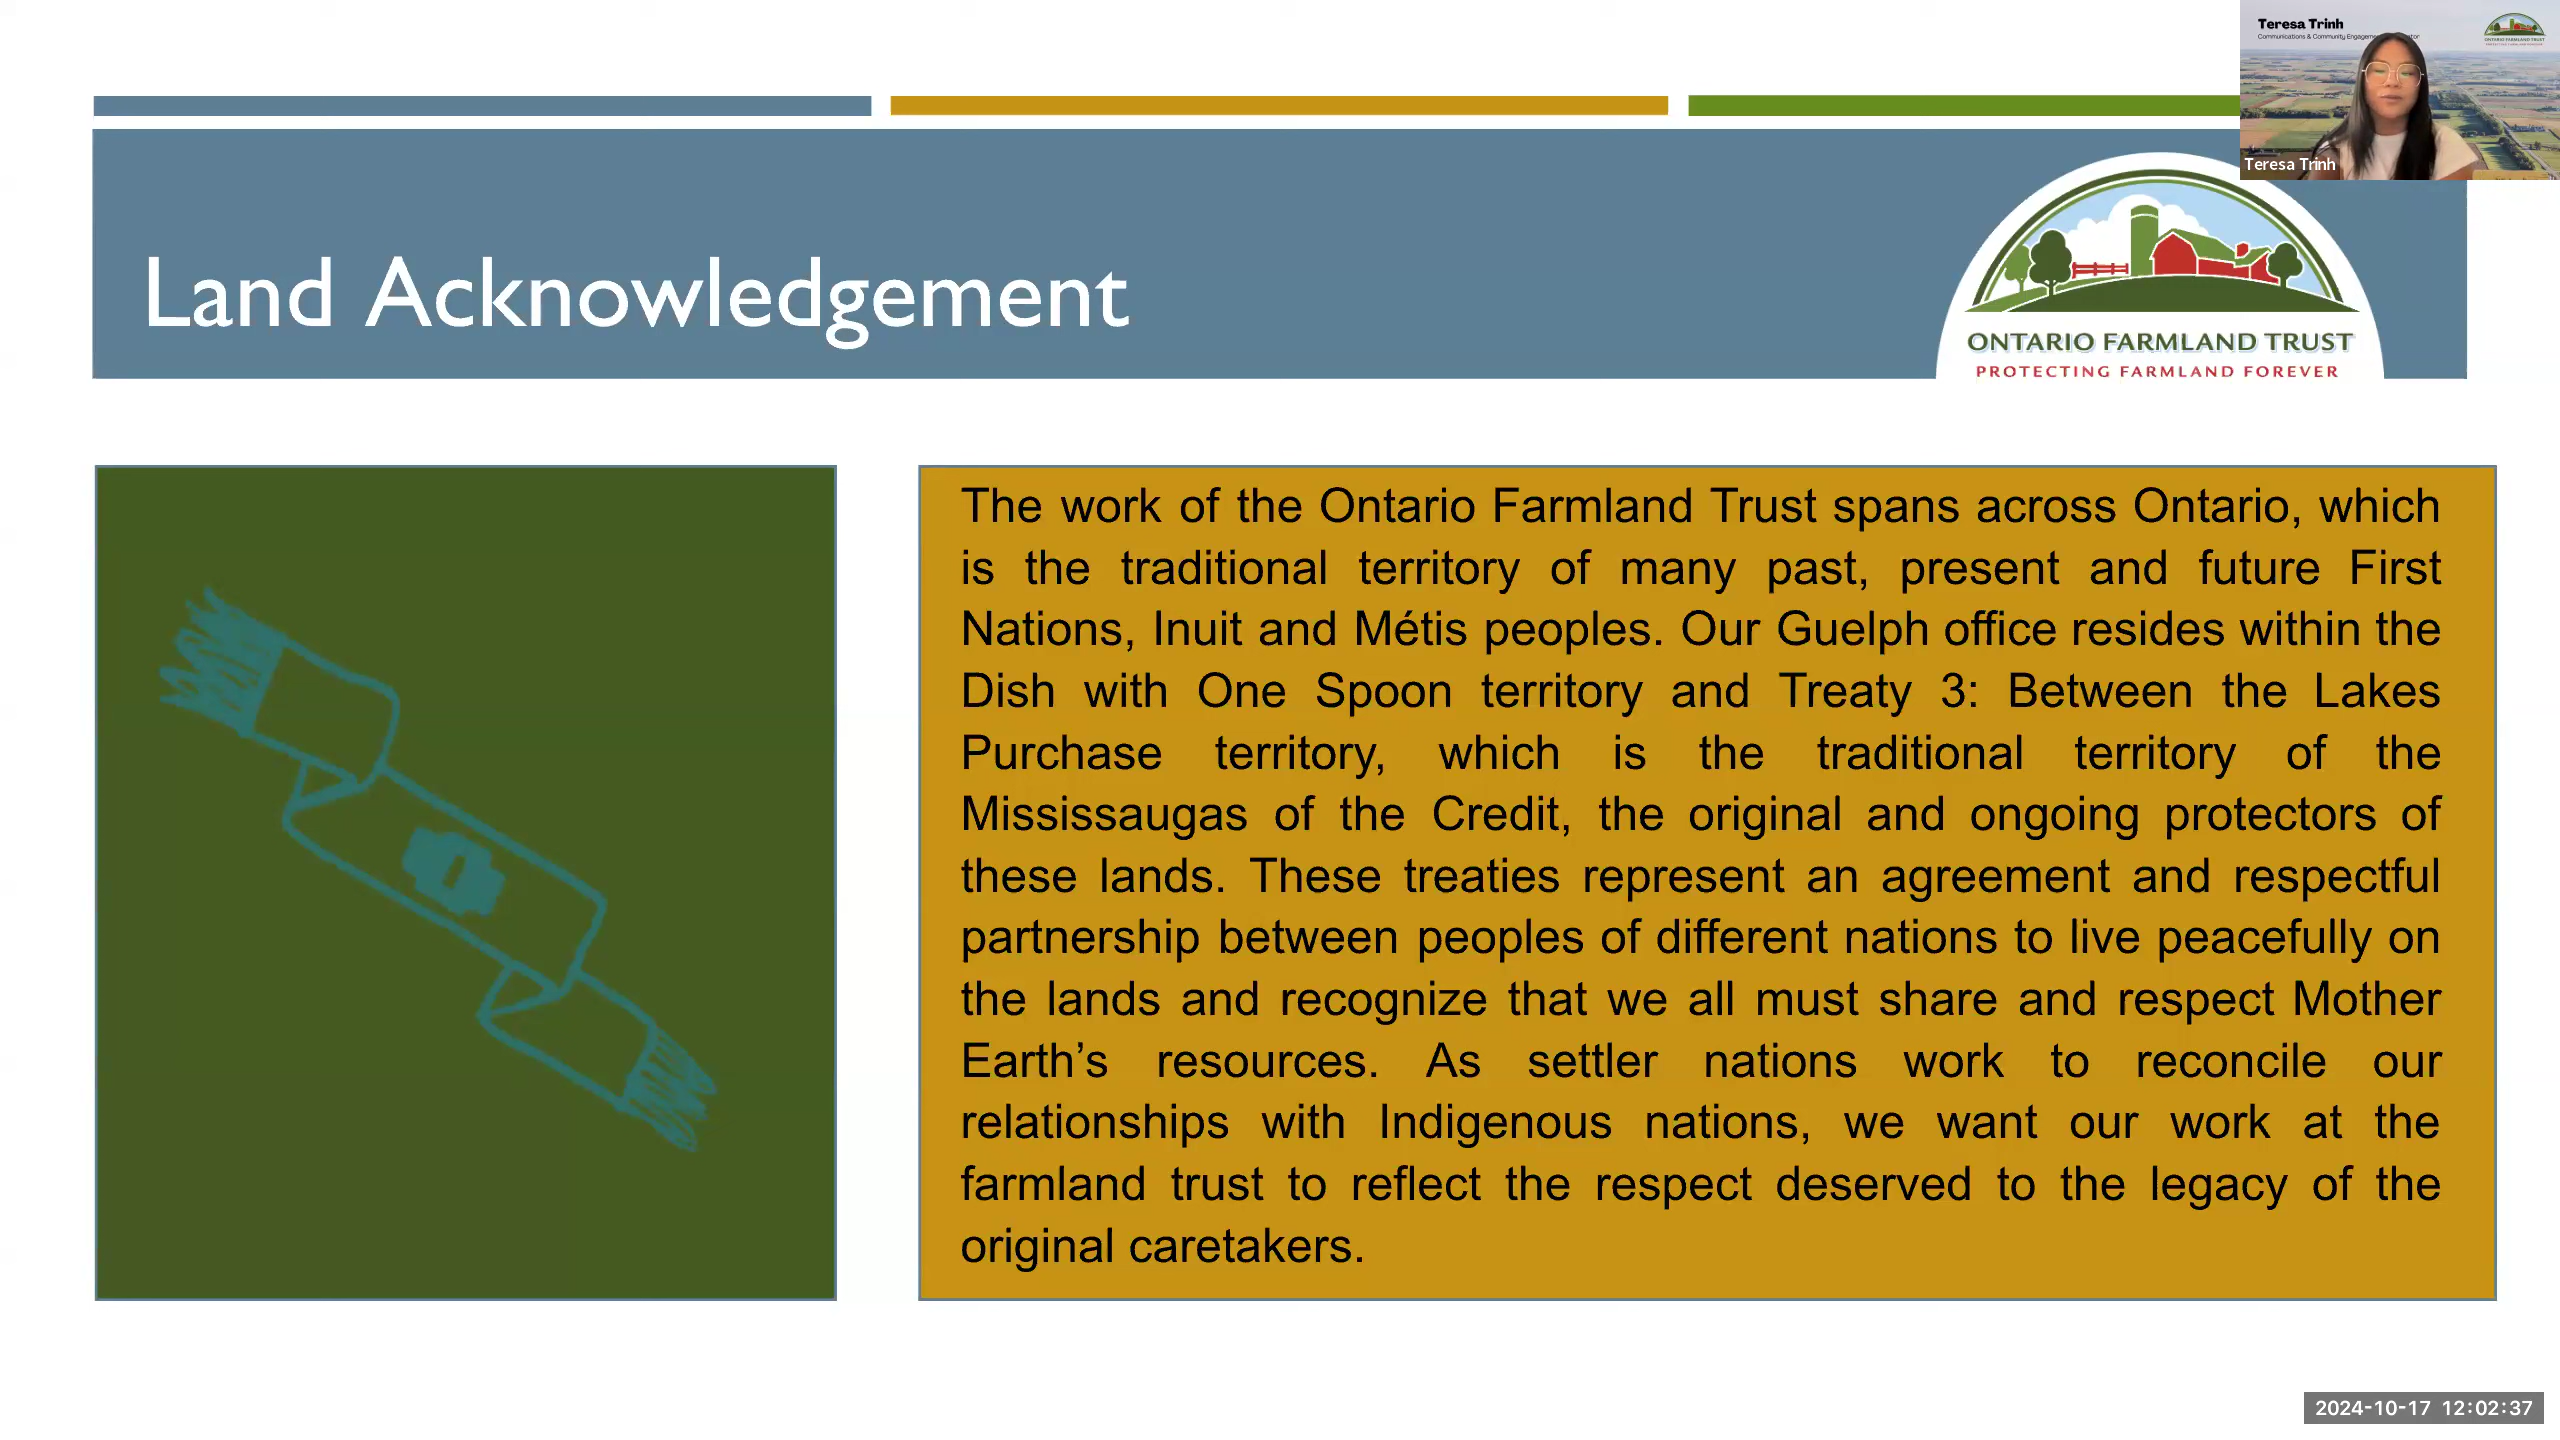 Teresa Trinh
Teresa Trinh
Land Acknowledgement
ONTARIO FARMLAND TRUST
PROTECTING FARMLAND FOREVER
The work of the Ontario Farmland Trust spans across Ontario, which
is the traditional territory of many past, present and future First
Nations, Inuit and Métis peoples. Our Guelph office resides within the
Dish with One Spoon territory and Treaty 3: Between the Lakes
Purchase territory, which is the traditional territory of the
Mississaugas of the Credit, the original and ongoing protectors of
these lands. These treaties represent an agreement and respectful
partnership between peoples of different nations to live peacefully on
the lands and recognize that we all must share and respect Mother
Earth’s resources. As settler nations work to reconcile our
relationships with Indigenous nations, we want our work at the
farmland trust to reflect the respect deserved to the legacy of the
original caretakers.
2024-10-17 12:02:37